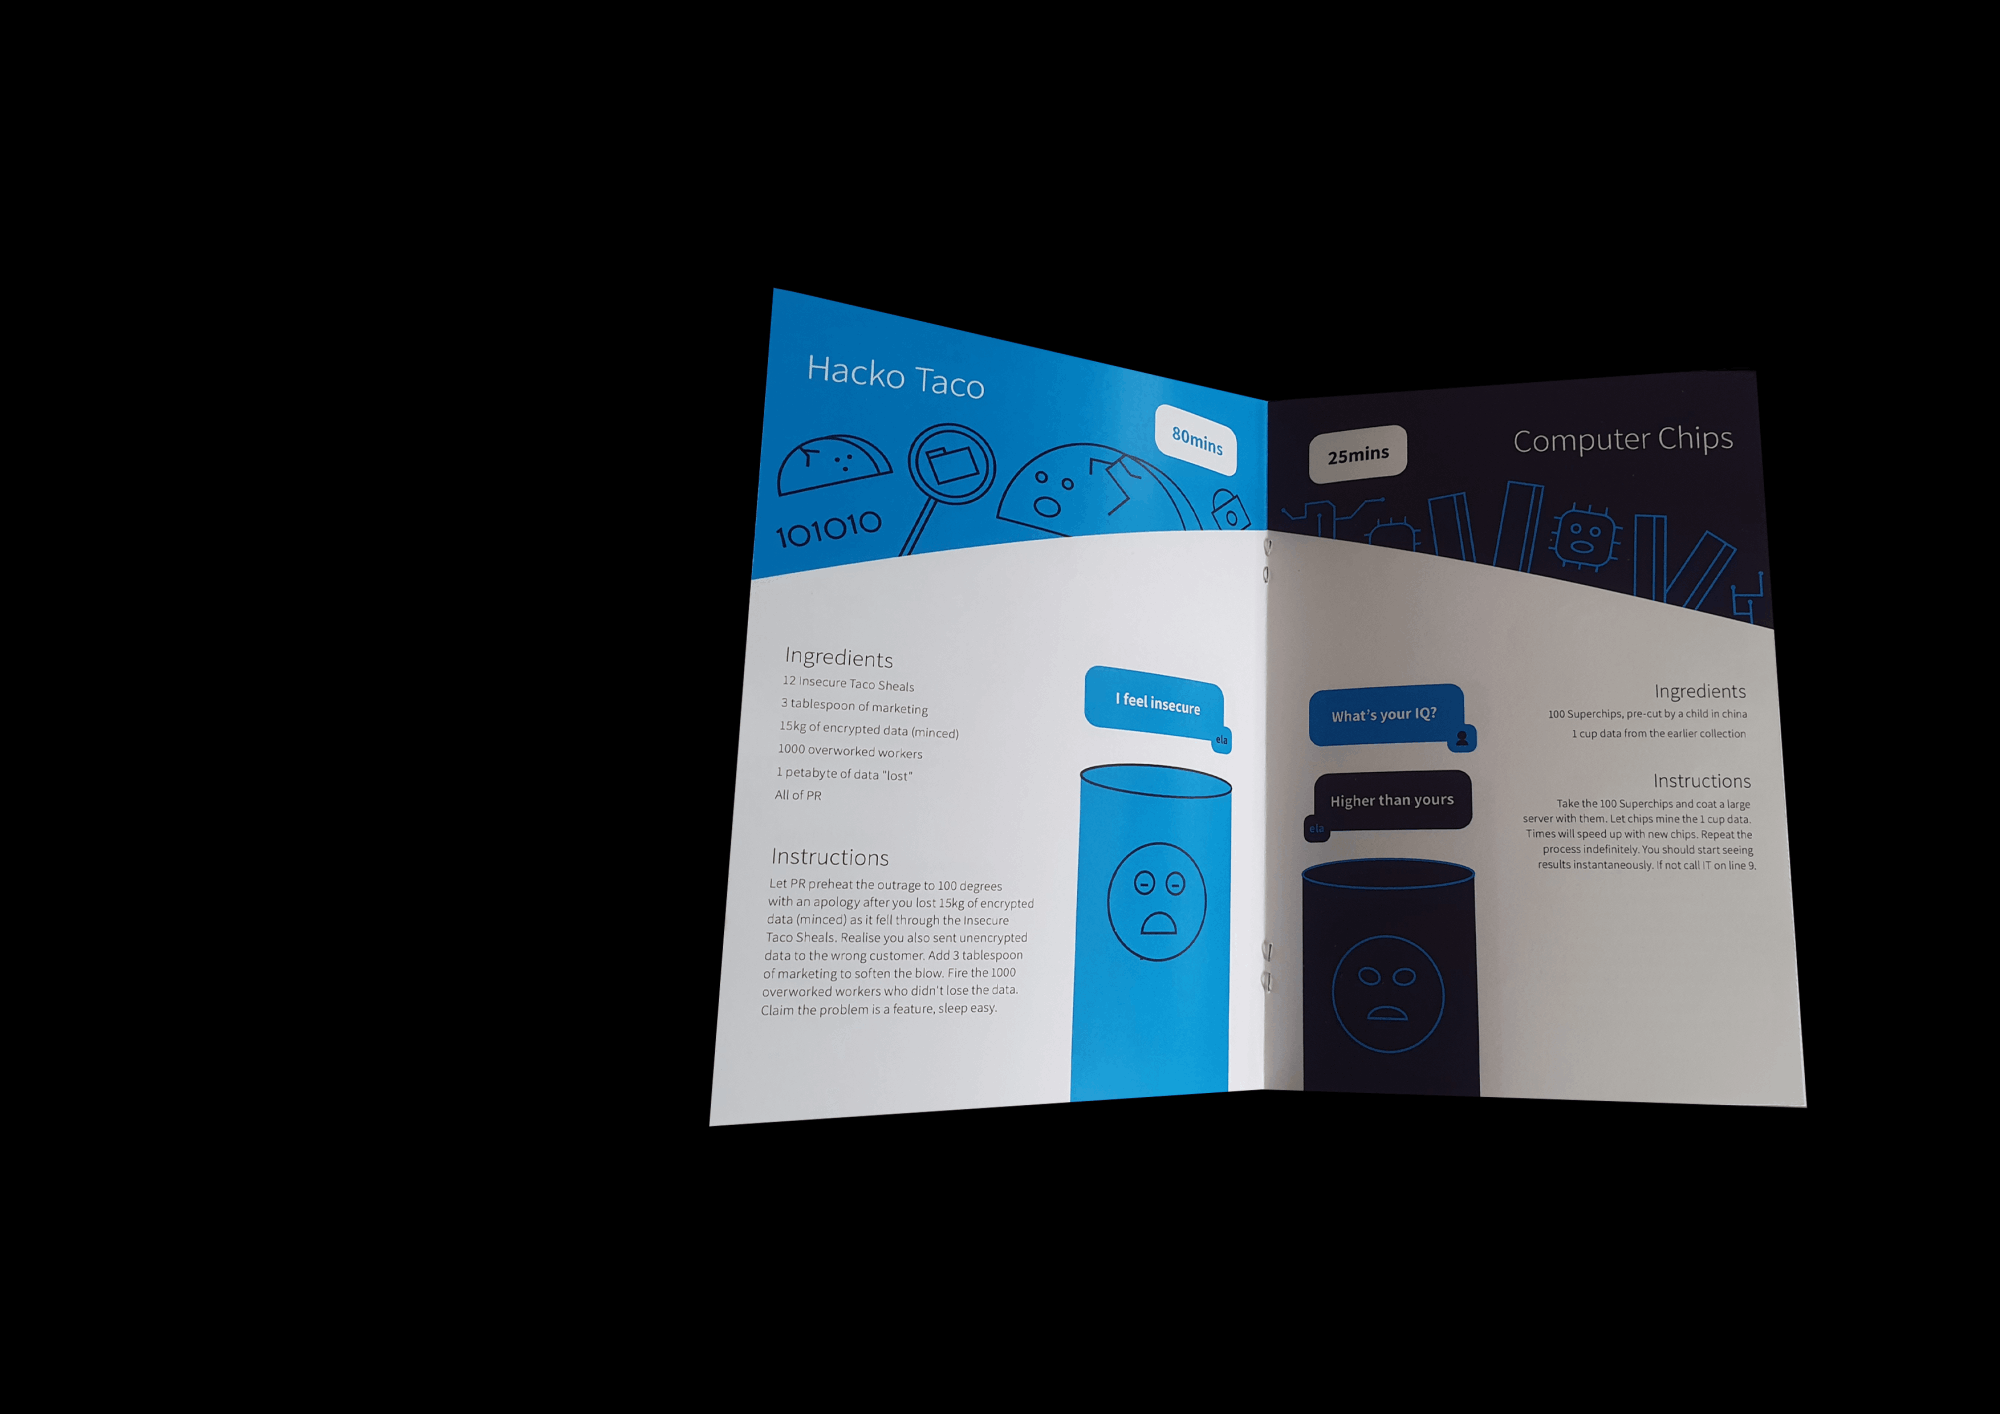 Hacko Taco
80mins
101010
Ingredients
12 Insecure Taco Sheals
3 tablespoon of marketing
15kg of encrypted data (minced)
1000 overworked workers
1 petabyte of data "lost"
All of PR
Instructions
Let PR preheat the outrage to 100 degrees
with an apology after you lost 15kg of encrypted
data (minced) as it fell through the Insecure
Taco Sheals. Realise you also sent unencrypted
data to the wrong customer. Add 3 tablespoon
of marketing to soften the blow. Fire the 1000
overworked workers who didn't lose the data.
Claim the problem is a feature, sleep easy.
I feel insecure
ela
25mins
Computer Chips
What's your IQ?
Higher than yours
ela
Ingredients
100 Superchips, pre-cut by a child in china
1 cup data from the earlier collection
Instructions
Take the 100 Superchips and coat a large
server with them. Let chips mine the 1 cup data.
Times will speed up with new chips. Repeat the
process indefinitely. You should start seeing
results instantaneously. If not call IT on line 9.